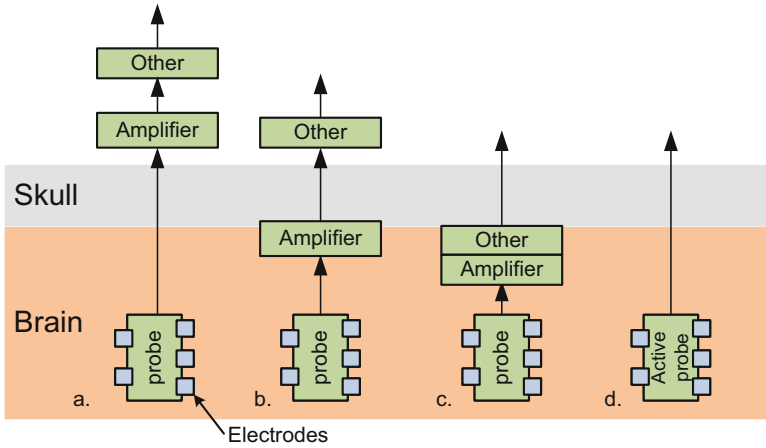 Other
Amplifier
Other
Other
Amplifier
Amplifier
Skull
Brain
probe
probe
probe
Active
probe
a.
b.
c.
d.
Electrodes